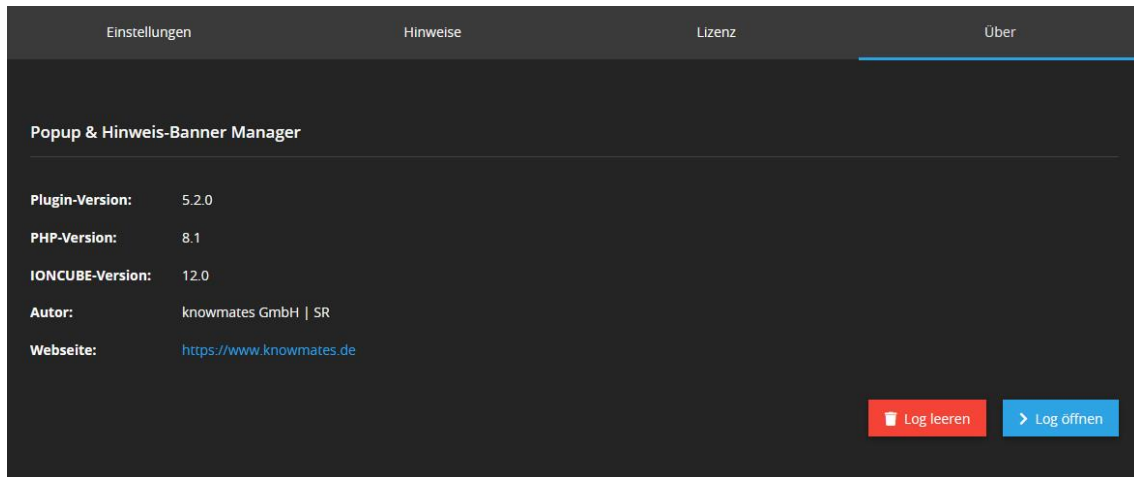 Einstellungen Hinweise Lizenz Über
Popup & Hinweis-Banner Manager
Plugin-Version: 5.2.0
PHP-Version: 8.1
IONCUBE-Version: 12.0
Autor: knowmates GmbH | SR
Webseite: https://www.knowmates.de
Log leeren Log öffnen